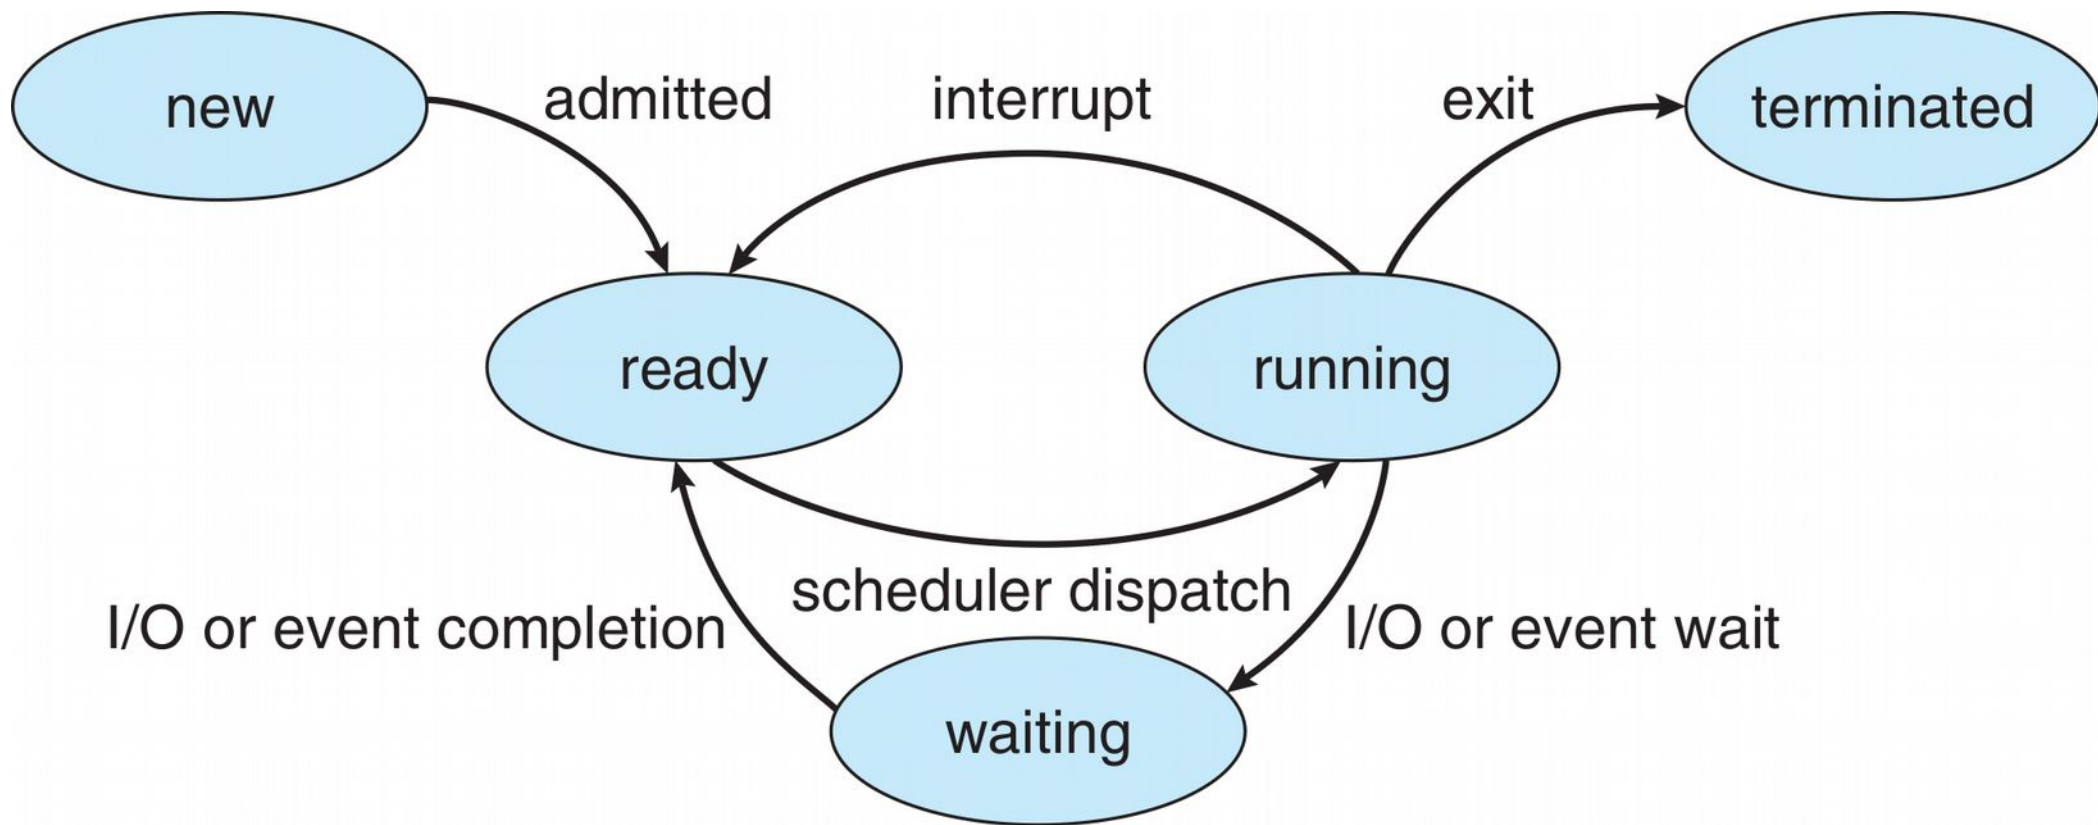 new
admitted
interrupt
exit
terminated
ready
running
scheduler dispatch
I/O or event completion
I/O or event wait
waiting